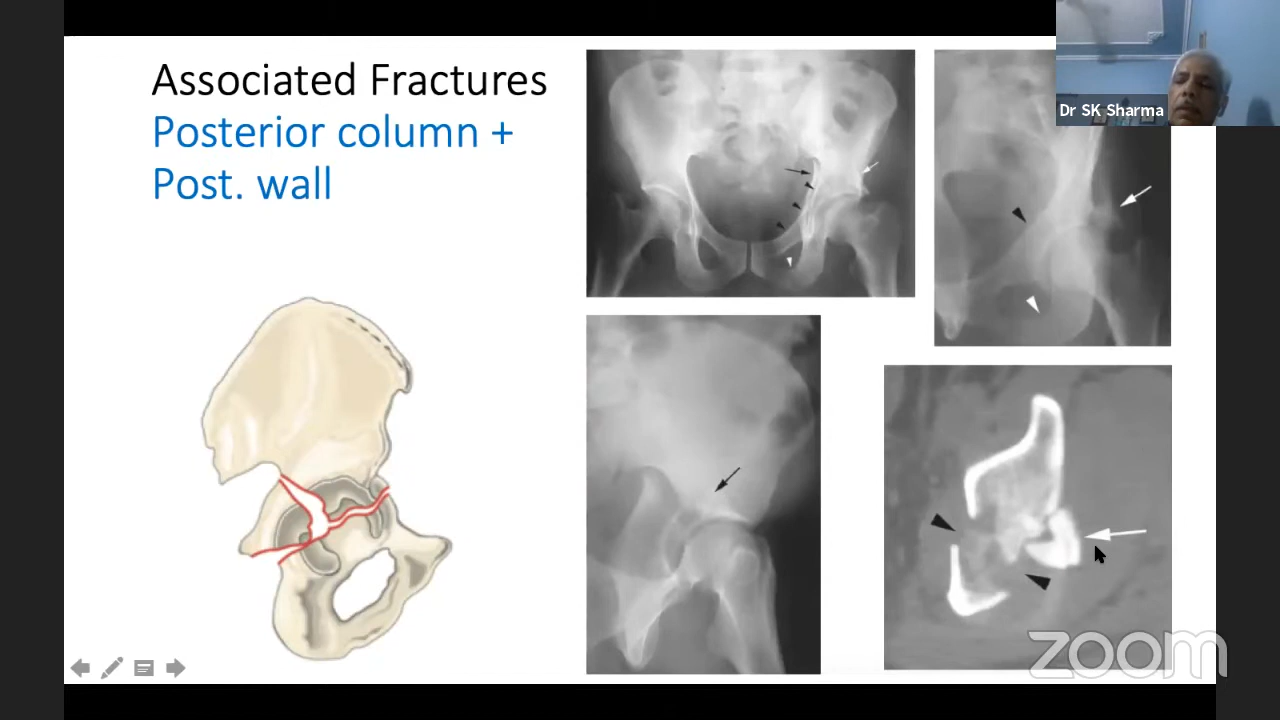 Associated Fractures
Posterior column +
Post. wall
Dr SK Sharma
zoom